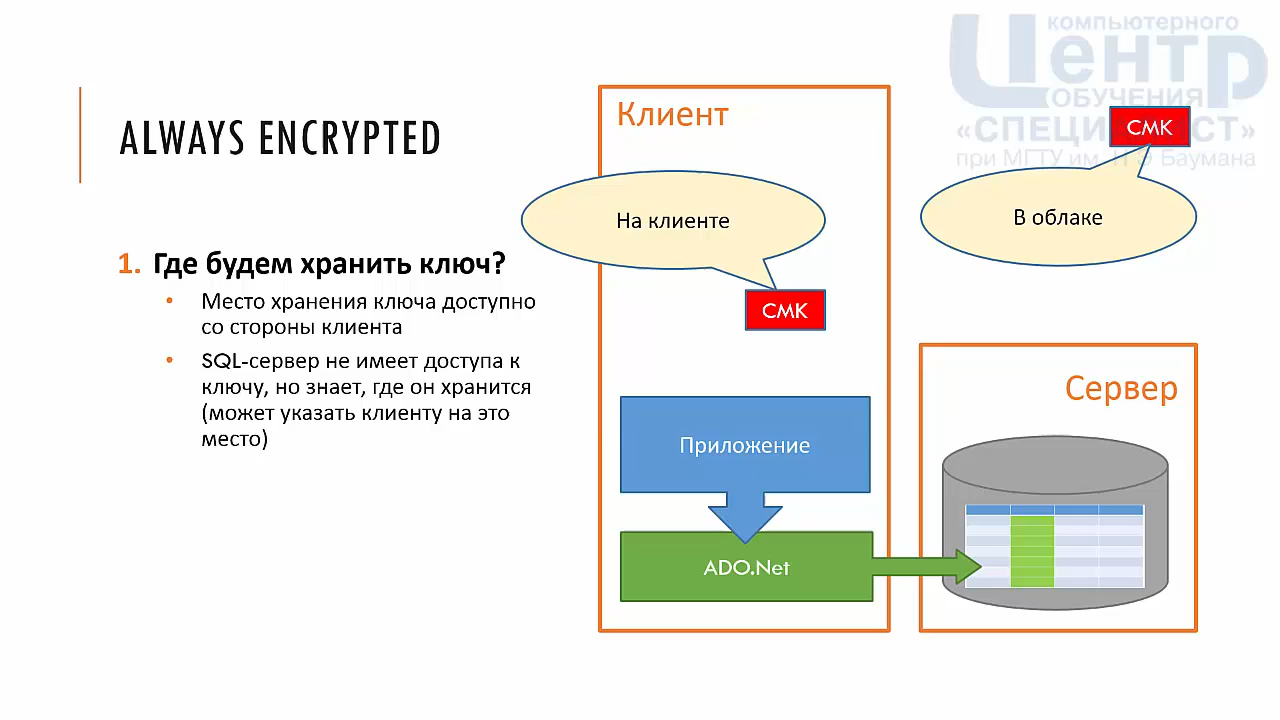 компьютерного
Центр
ОБУЧЕНИЯ
при МГТУ им. Баумана
ALWAYS ENCRYPTED
1. Где будем хранить ключ?
• Место хранения ключа доступно
со стороны клиента
• SQL-сервер не имеет доступа к
ключу, но знает, где он хранится
(может указать клиенту на это
место)
Клиент
На клиенте
CMK
Приложение
ADO.Net
CMK
В облаке
Сервер